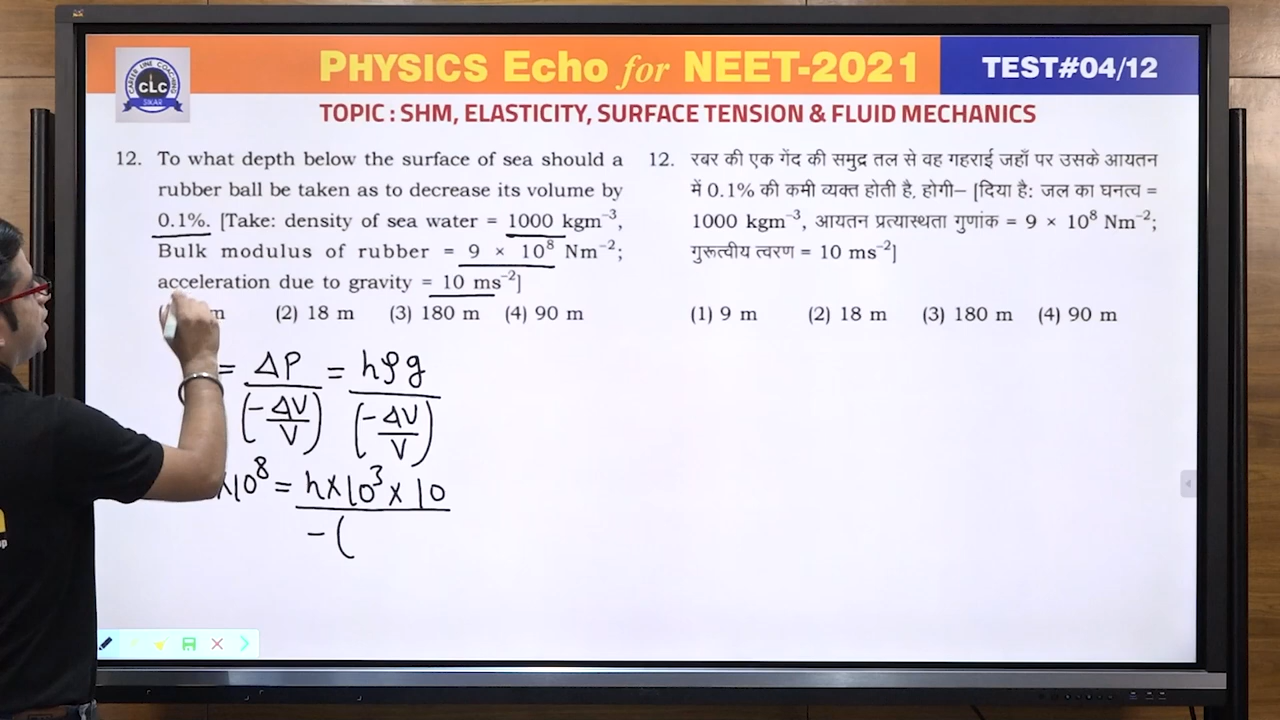 PHYSICS Echo for NEET-2021
TEST#04/12
CAREER LINE COACHING
CLC
SIKAR
TOPIC : SHM, ELASTICITY, SURFACE TENSION & FLUID MECHANICS
12. To what depth below the surface of sea should a
rubber ball be taken as to decrease its volume by
0.1%. [Take: density of sea water = 1000 kgm⁻³,
Bulk modulus of rubber = 9 × 10⁸ Nm⁻²;
acceleration due to gravity = 10 ms⁻²]
m (2) 18 m (3) 180 m (4) 90 m
12. रबर की एक गेंद की समुद्र तल से वह गहराई जहाँ पर उसके आयतन
में 0.1% की कमी व्यक्त होती है, होगी– [दिया है: जल का घनत्व =
1000 kgm⁻³, आयतन प्रत्यास्थता गुणांक = 9 × 10⁸ Nm⁻²;
गुरूत्वीय त्वरण = 10 ms⁻²]
(1) 9 m (2) 18 m (3) 180 m (4) 90 m
= ΔP / (-ΔV/V) = hρg / (-ΔV/V)
×10⁸ = h×10³×10 / -(